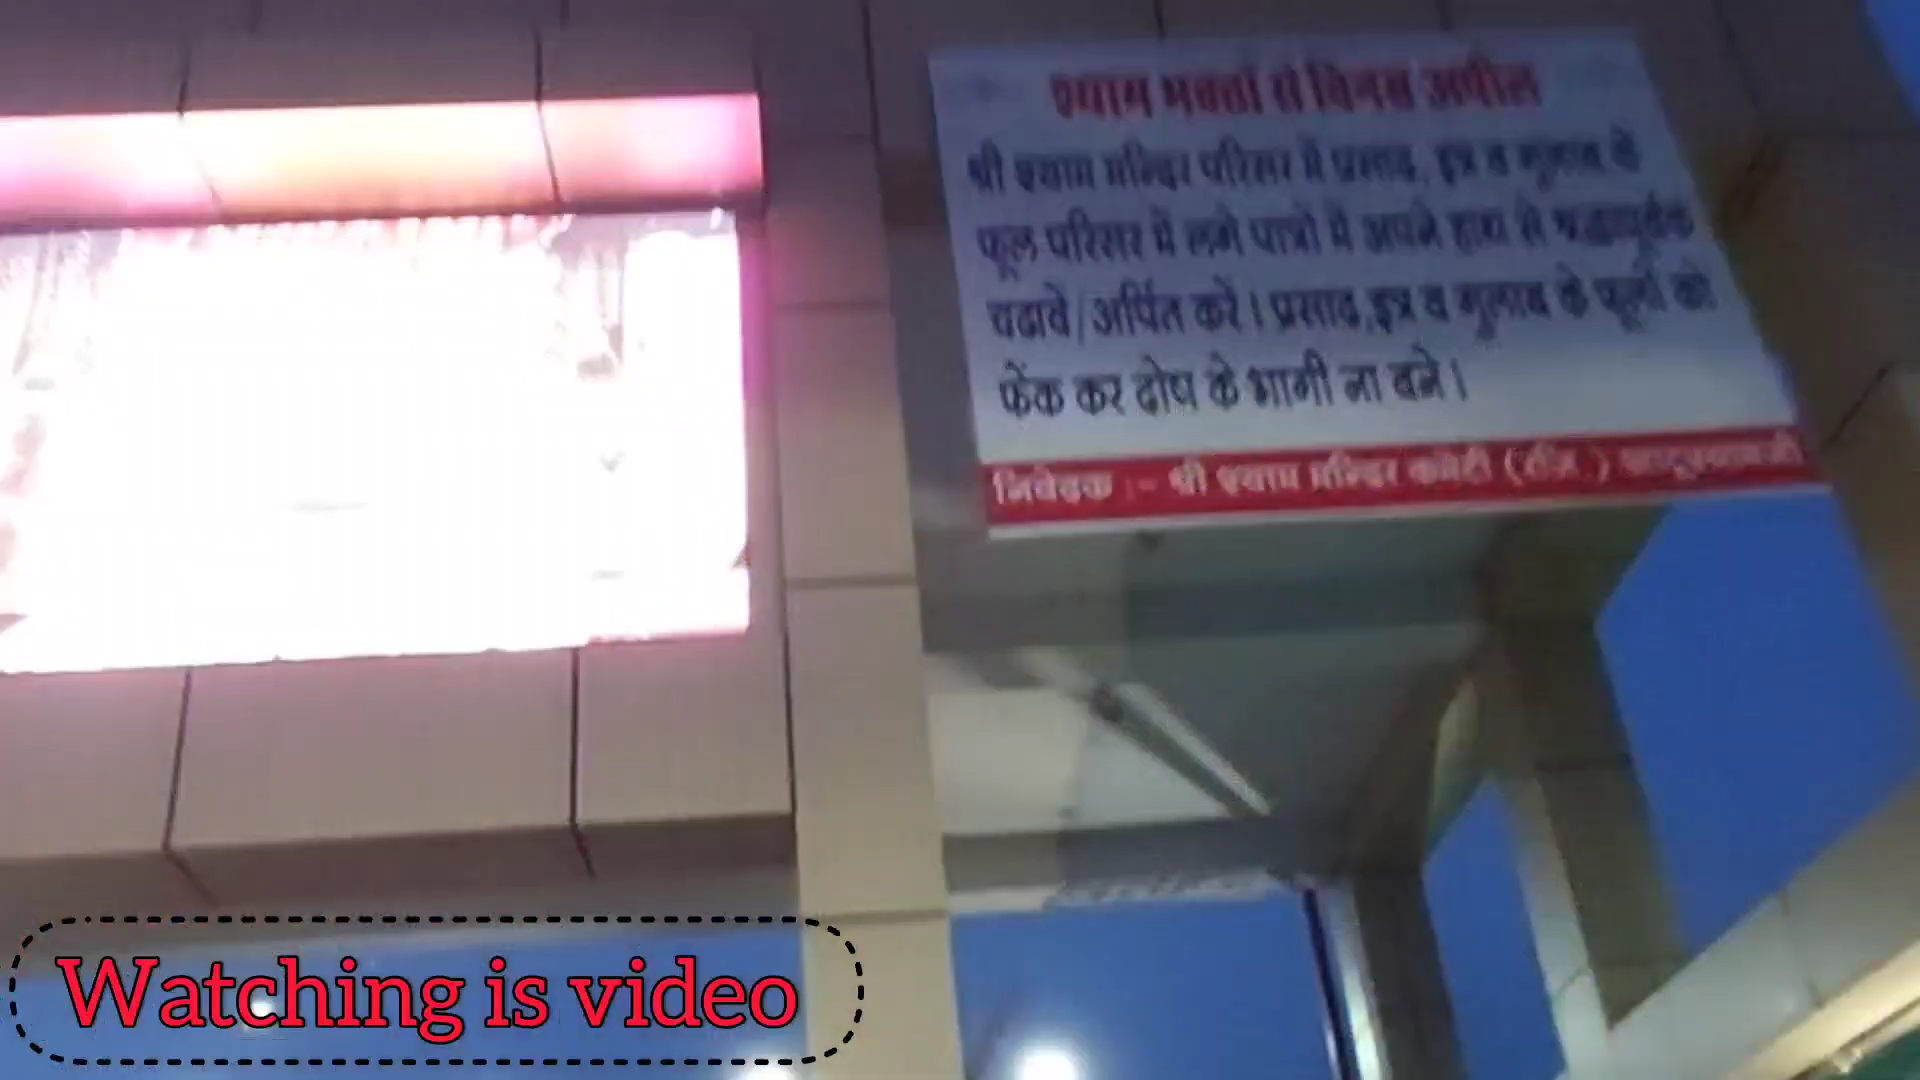 श्याम भक्तों से विनम्र अपील
श्री श्याम मन्दिर परिसर में प्रसाद, इत्र व गुलाब के
फूल परिसर में लगे पात्रों में अपने हाथ से श्रद्धापूर्वक
चढावें/अर्पित करें। प्रसाद,इत्र व गुलाब के फूलों को
फेंक कर दोष के भागी ना बने।
निवेदक :- श्री श्याम मन्दिर कमेटी (रजि.) खाटूश्यामजी
Watching is video